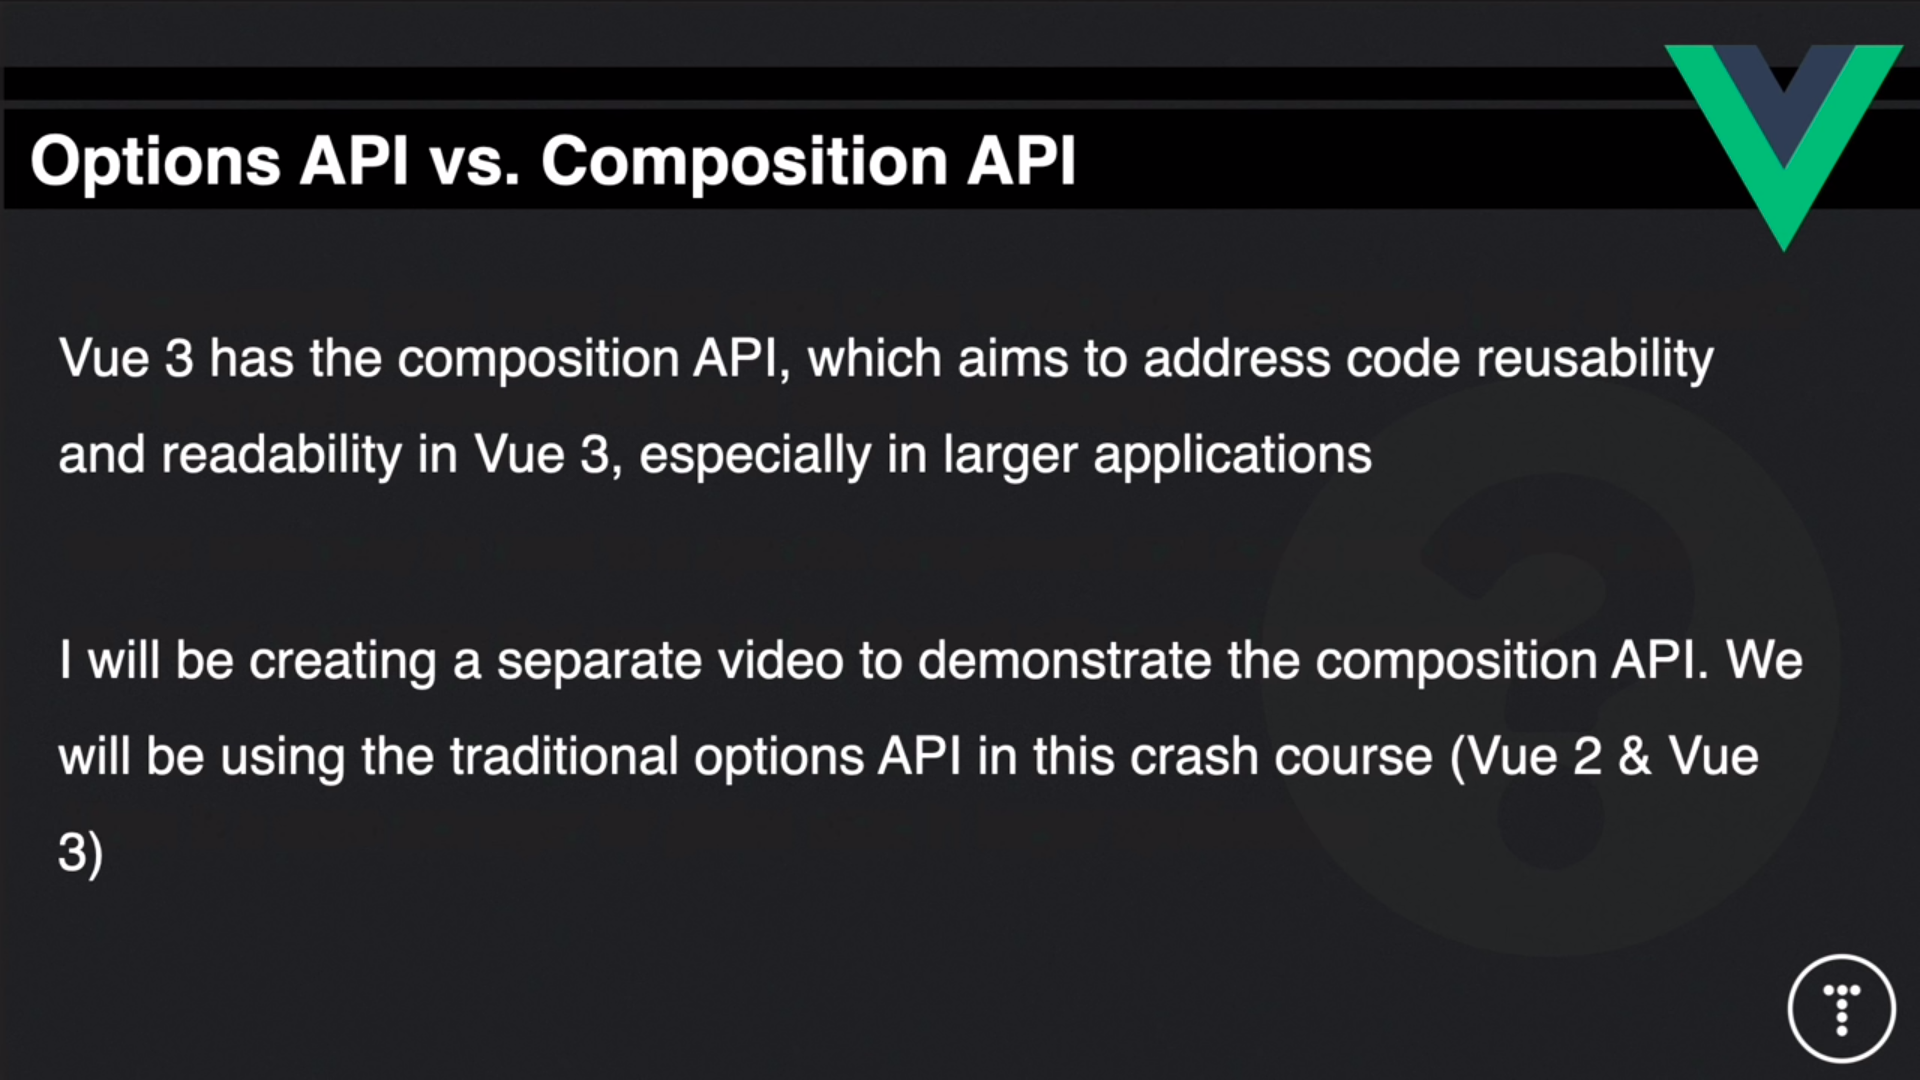 Options API vs. Composition API
Vue 3 has the composition API, which aims to address code reusability
and readability in Vue 3, especially in larger applications
I will be creating a separate video to demonstrate the composition API. We
will be using the traditional options API in this crash course (Vue 2 & Vue
3)
T